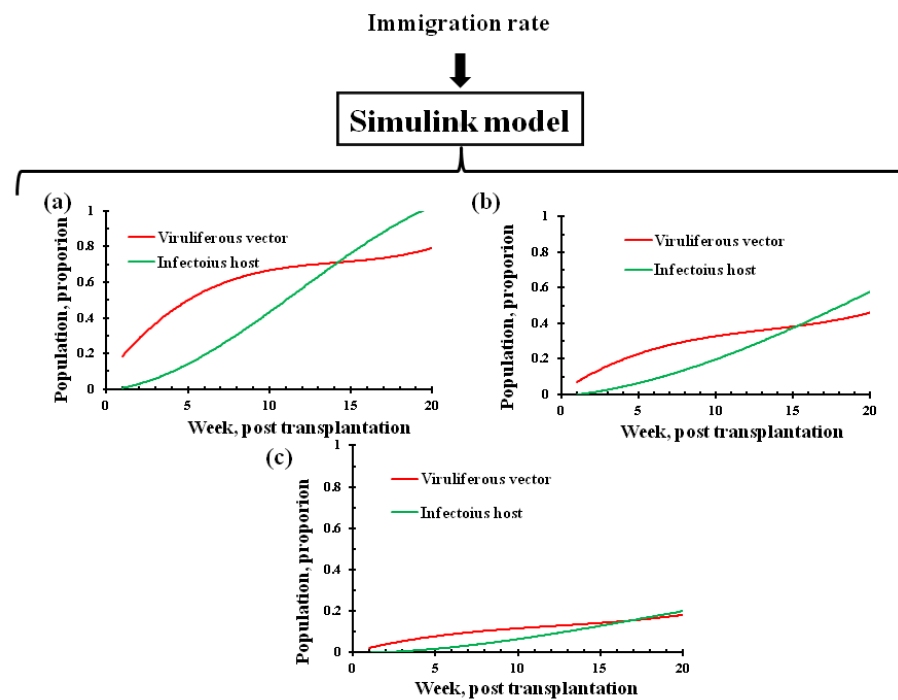 Immigration rate
Simulink model
(a)
1
0.8
0.6
0.4
0.2
0
0 5 10 15 20
Population, proporion
Week, post transplantation
Viruliferous vector
Infectoius host
(b)
1
0.8
0.6
0.4
0.2
0
0 5 10 15 20
Population, proporion
Week, post transplantation
Viruliferous vector
Infectoius host
(c)
1
0.8
0.6
0.4
0.2
0
0 5 10 15 20
Population, proporion
Week, post transplantation
Viruliferous vector
Infectoius host